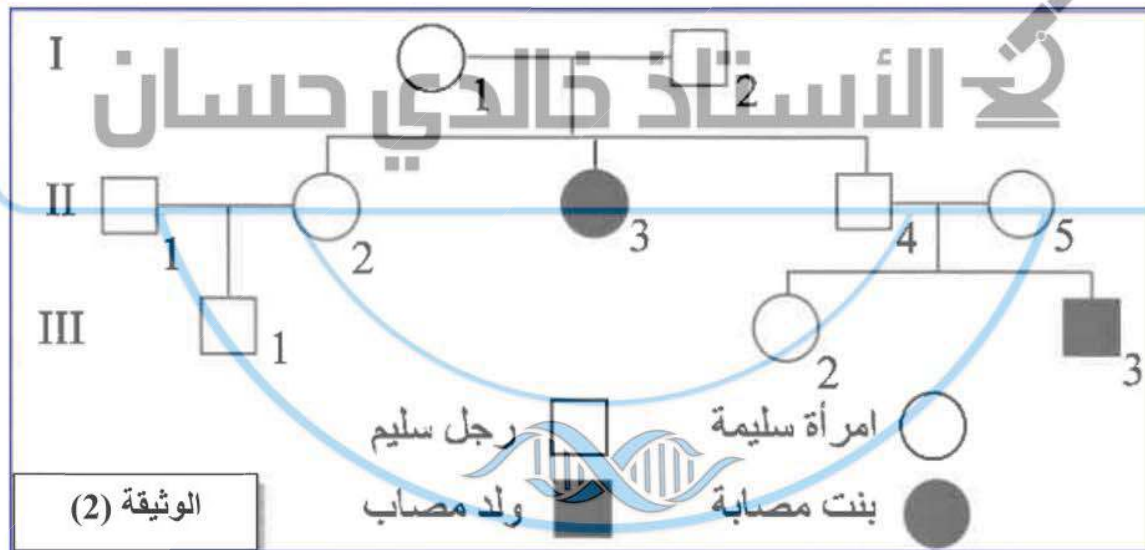 I 1 2
الأستاذ خالدي حسان
II 1 2 3 4 5
III 1 2 3
امرأة سليمة رجل سليم
بنت مصابة ولد مصاب
الوثيقة (2)